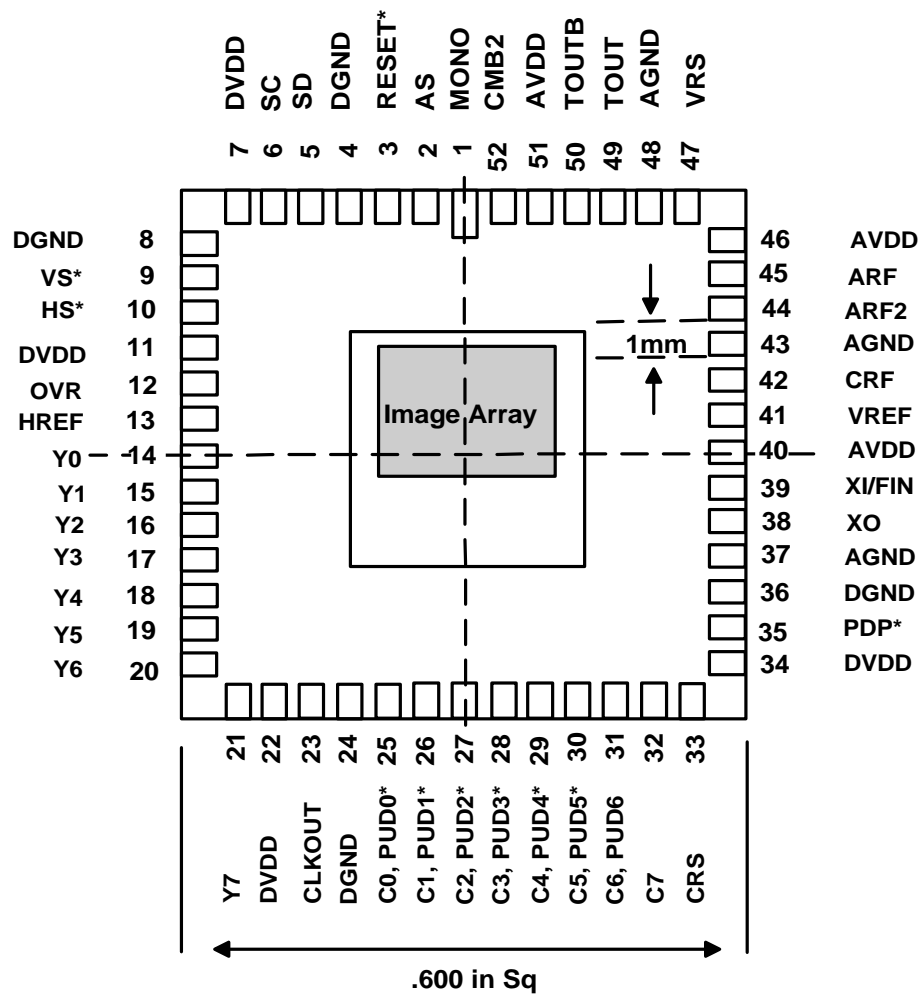 DVDD SC SD DGND RESET* AS MONO CMB2 AVDD TOUTB TOUT AGND VRS
7 6 5 4 3 2 1 52 51 50 49 48 47
DGND 8
VS* 9
HS* 10
DVDD 11
OVR 12
HREF 13
Y0 14
Y1 15
Y2 16
Y3 17
Y4 18
Y5 19
Y6 20
Image Array
1mm
46 AVDD
45 ARF
44 ARF2
43 AGND
42 CRF
41 VREF
40 AVDD
39 XI/FIN
38 XO
37 AGND
36 DGND
35 PDP*
34 DVDD
21 22 23 24 25 26 27 28 29 30 31 32 33
Y7 DVDD CLKOUT DGND C0, PUD0* C1, PUD1* C2, PUD2* C3, PUD3* C4, PUD4* C5, PUD5* C6, PUD6 C7 CRS
.600 in Sq